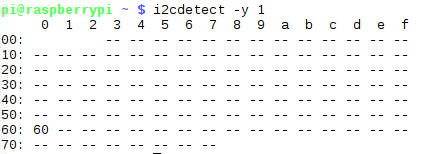 pi@raspberrypi ~ $ i2cdetect -y 1
     0  1  2  3  4  5  6  7  8  9  a  b  c  d  e  f
00:          -- -- -- -- -- -- -- -- -- -- -- -- --
10: -- -- -- -- -- -- -- -- -- -- -- -- -- -- -- --
20: -- -- -- -- -- -- -- -- -- -- -- -- -- -- -- --
30: -- -- -- -- -- -- -- -- -- -- -- -- -- -- -- --
40: -- -- -- -- -- -- -- -- -- -- -- -- -- -- -- --
50: -- -- -- -- -- -- -- -- -- -- -- -- -- -- -- --
60: 60 -- -- -- -- -- -- -- -- -- -- -- -- -- -- --
70: -- -- -- -- -- -- -- --